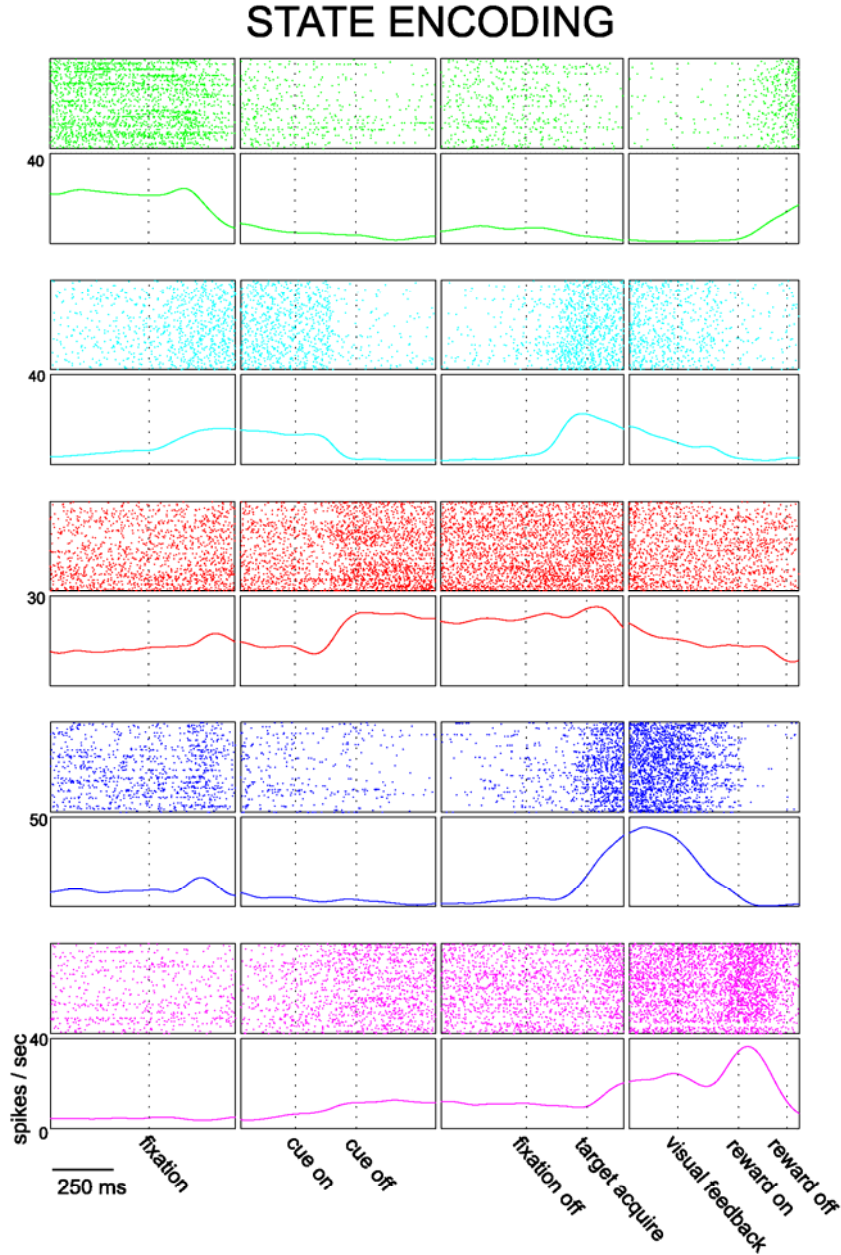 STATE ENCODING
40
40
30
50
40
spikes / sec
0
fixation
cue on
cue off
fixation off
target acquire
visual feedback
reward on
reward off
250 ms